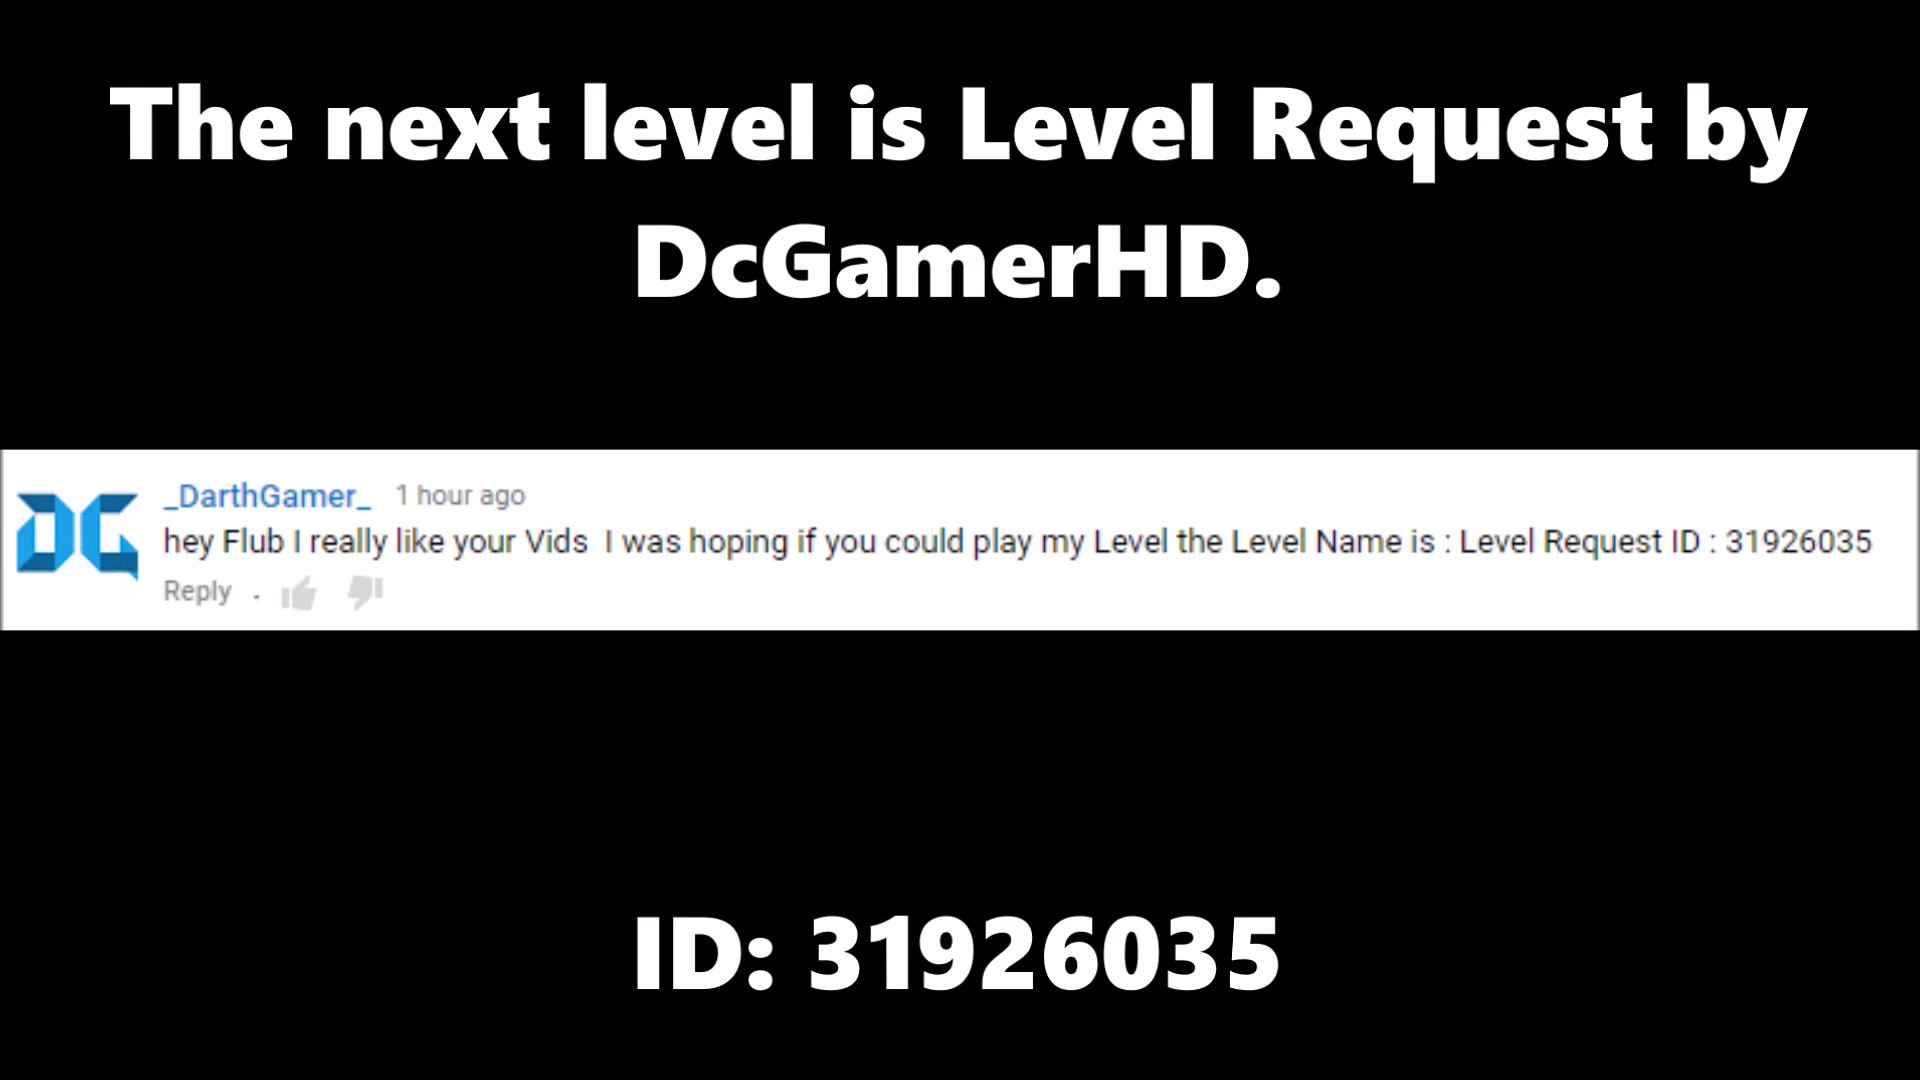 The next level is Level Request by
DcGamerHD.
DG
_DarthGamer_ 1 hour ago
hey Flub I really like your Vids  I was hoping if you could play my Level the Level Name is : Level Request ID : 31926035
Reply .
ID: 31926035